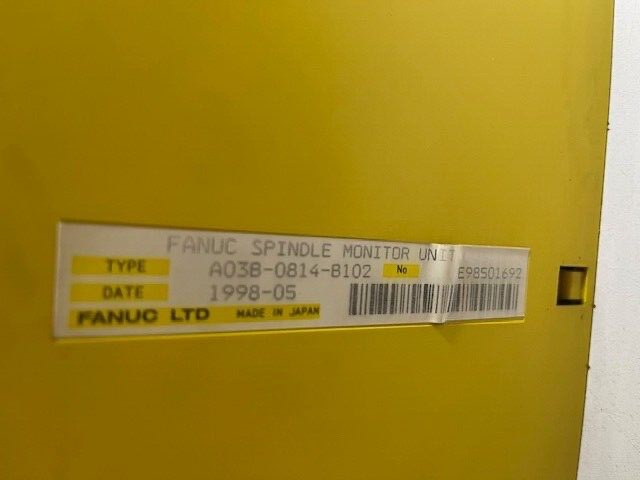 FANUC SPINDLE MONITOR UNIT
TYPE A03B-0814-B102 No E98501692
DATE 1998-05
FANUC LTD MADE IN JAPAN